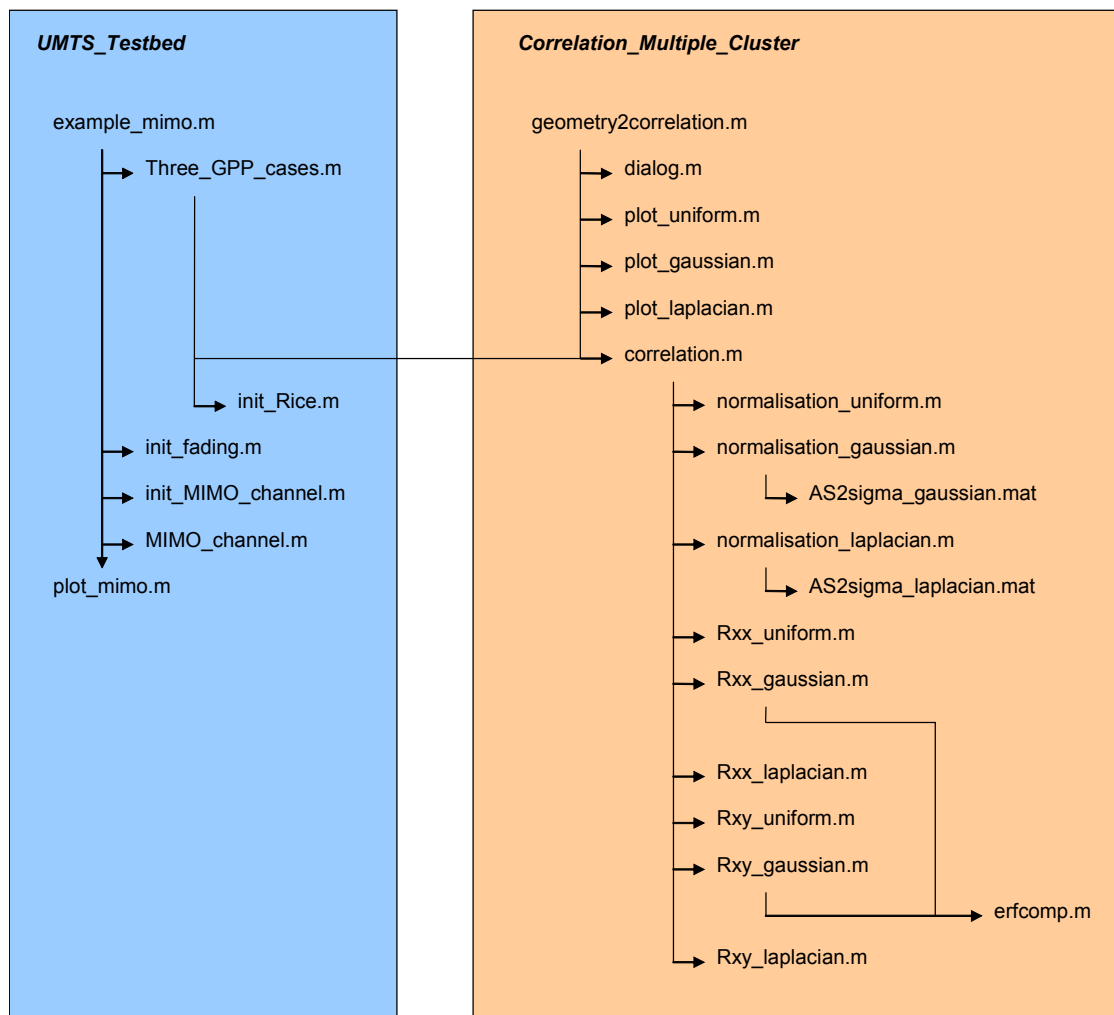 UMTS_Testbed
example_mimo.m
Three_GPP_cases.m
init_Rice.m
init_fading.m
init_MIMO_channel.m
MIMO_channel.m
plot_mimo.m
Correlation_Multiple_Cluster
geometry2correlation.m
dialog.m
plot_uniform.m
plot_gaussian.m
plot_laplacian.m
correlation.m
normalisation_uniform.m
normalisation_gaussian.m
AS2sigma_gaussian.mat
normalisation_laplacian.m
AS2sigma_laplacian.mat
Rxx_uniform.m
Rxx_gaussian.m
Rxx_laplacian.m
Rxy_uniform.m
Rxy_gaussian.m
erfcomp.m
Rxy_laplacian.m